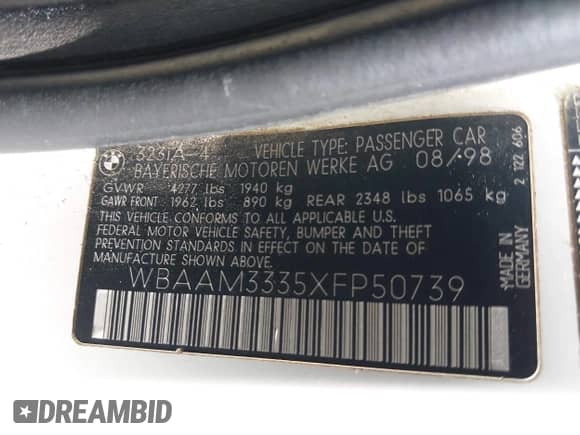 BMW
323iA 4 VEHICLE TYPE: PASSENGER CAR
BAYERISCHE MOTOREN WERKE AG 08/98
GVWR 4277 lbs 1940 kg
GAWR FRONT 1962 lbs 890 kg REAR 2348 lbs 1065 kg
THIS VEHICLE CONFORMS TO ALL APPLICABLE U.S.
FEDERAL MOTOR VEHICLE SAFETY, BUMPER AND THEFT
PREVENTION STANDARDS IN EFFECT ON THE DATE OF
MANUFACTURE SHOWN ABOVE.
WBAAM3335XFP50739
2 122 606
MADE IN
GERMANY
DREAMBID